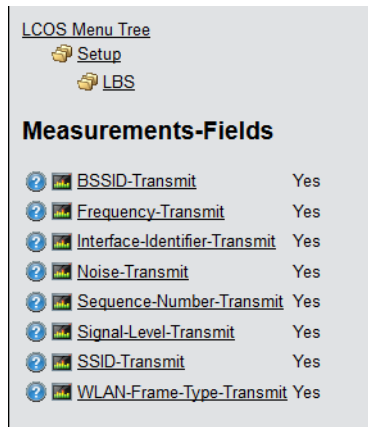 LCOS Menu Tree
Setup
LBS
Measurements-Fields
BSSID-Transmit Yes
Frequency-Transmit Yes
Interface-Identifier-Transmit Yes
Noise-Transmit Yes
Sequence-Number-Transmit Yes
Signal-Level-Transmit Yes
SSID-Transmit Yes
WLAN-Frame-Type-Transmit Yes